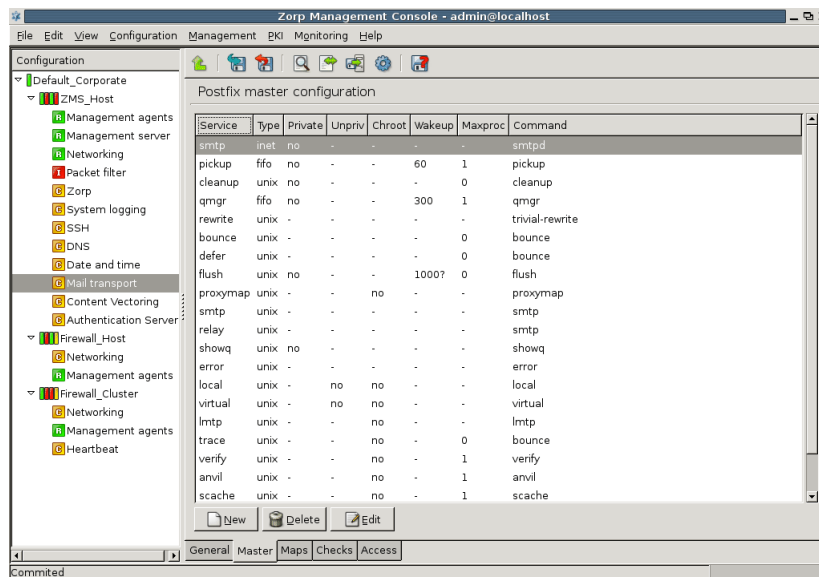 Zorp Management Console - admin@localhost
File Edit View Configuration Management PKI Monitoring Help
Configuration
Default_Corporate
ZMS_Host
R Management agents
R Management server
R Networking
I Packet filter
C Zorp
C System logging
C SSH
C DNS
C Date and time
C Mail transport
C Content Vectoring
C Authentication Server
Firewall_Host
C Networking
R Management agents
Firewall_Cluster
C Networking
R Management agents
C Heartbeat
Postfix master configuration
Service Type Private Unpriv Chroot Wakeup Maxproc Command
smtp inet no - - - - smtpd
pickup fifo no - - 60 1 pickup
cleanup unix no - - - 0 cleanup
qmgr fifo no - - 300 1 qmgr
rewrite unix - - - - - trivial-rewrite
bounce unix - - - - 0 bounce
defer unix - - - - 0 bounce
flush unix no - - 1000? 0 flush
proxymap unix - - no - - proxymap
smtp unix - - - - - smtp
relay unix - - - - - smtp
showq unix no - - - - showq
error unix - - - - - error
local unix - no no - - local
virtual unix - no no - - virtual
lmtp unix - - no - - lmtp
trace unix - - no - 0 bounce
verify unix - - no - 1 verify
anvil unix - - no - 1 anvil
scache unix - - no - 1 scache
New Delete Edit
General Master Maps Checks Access
Commited